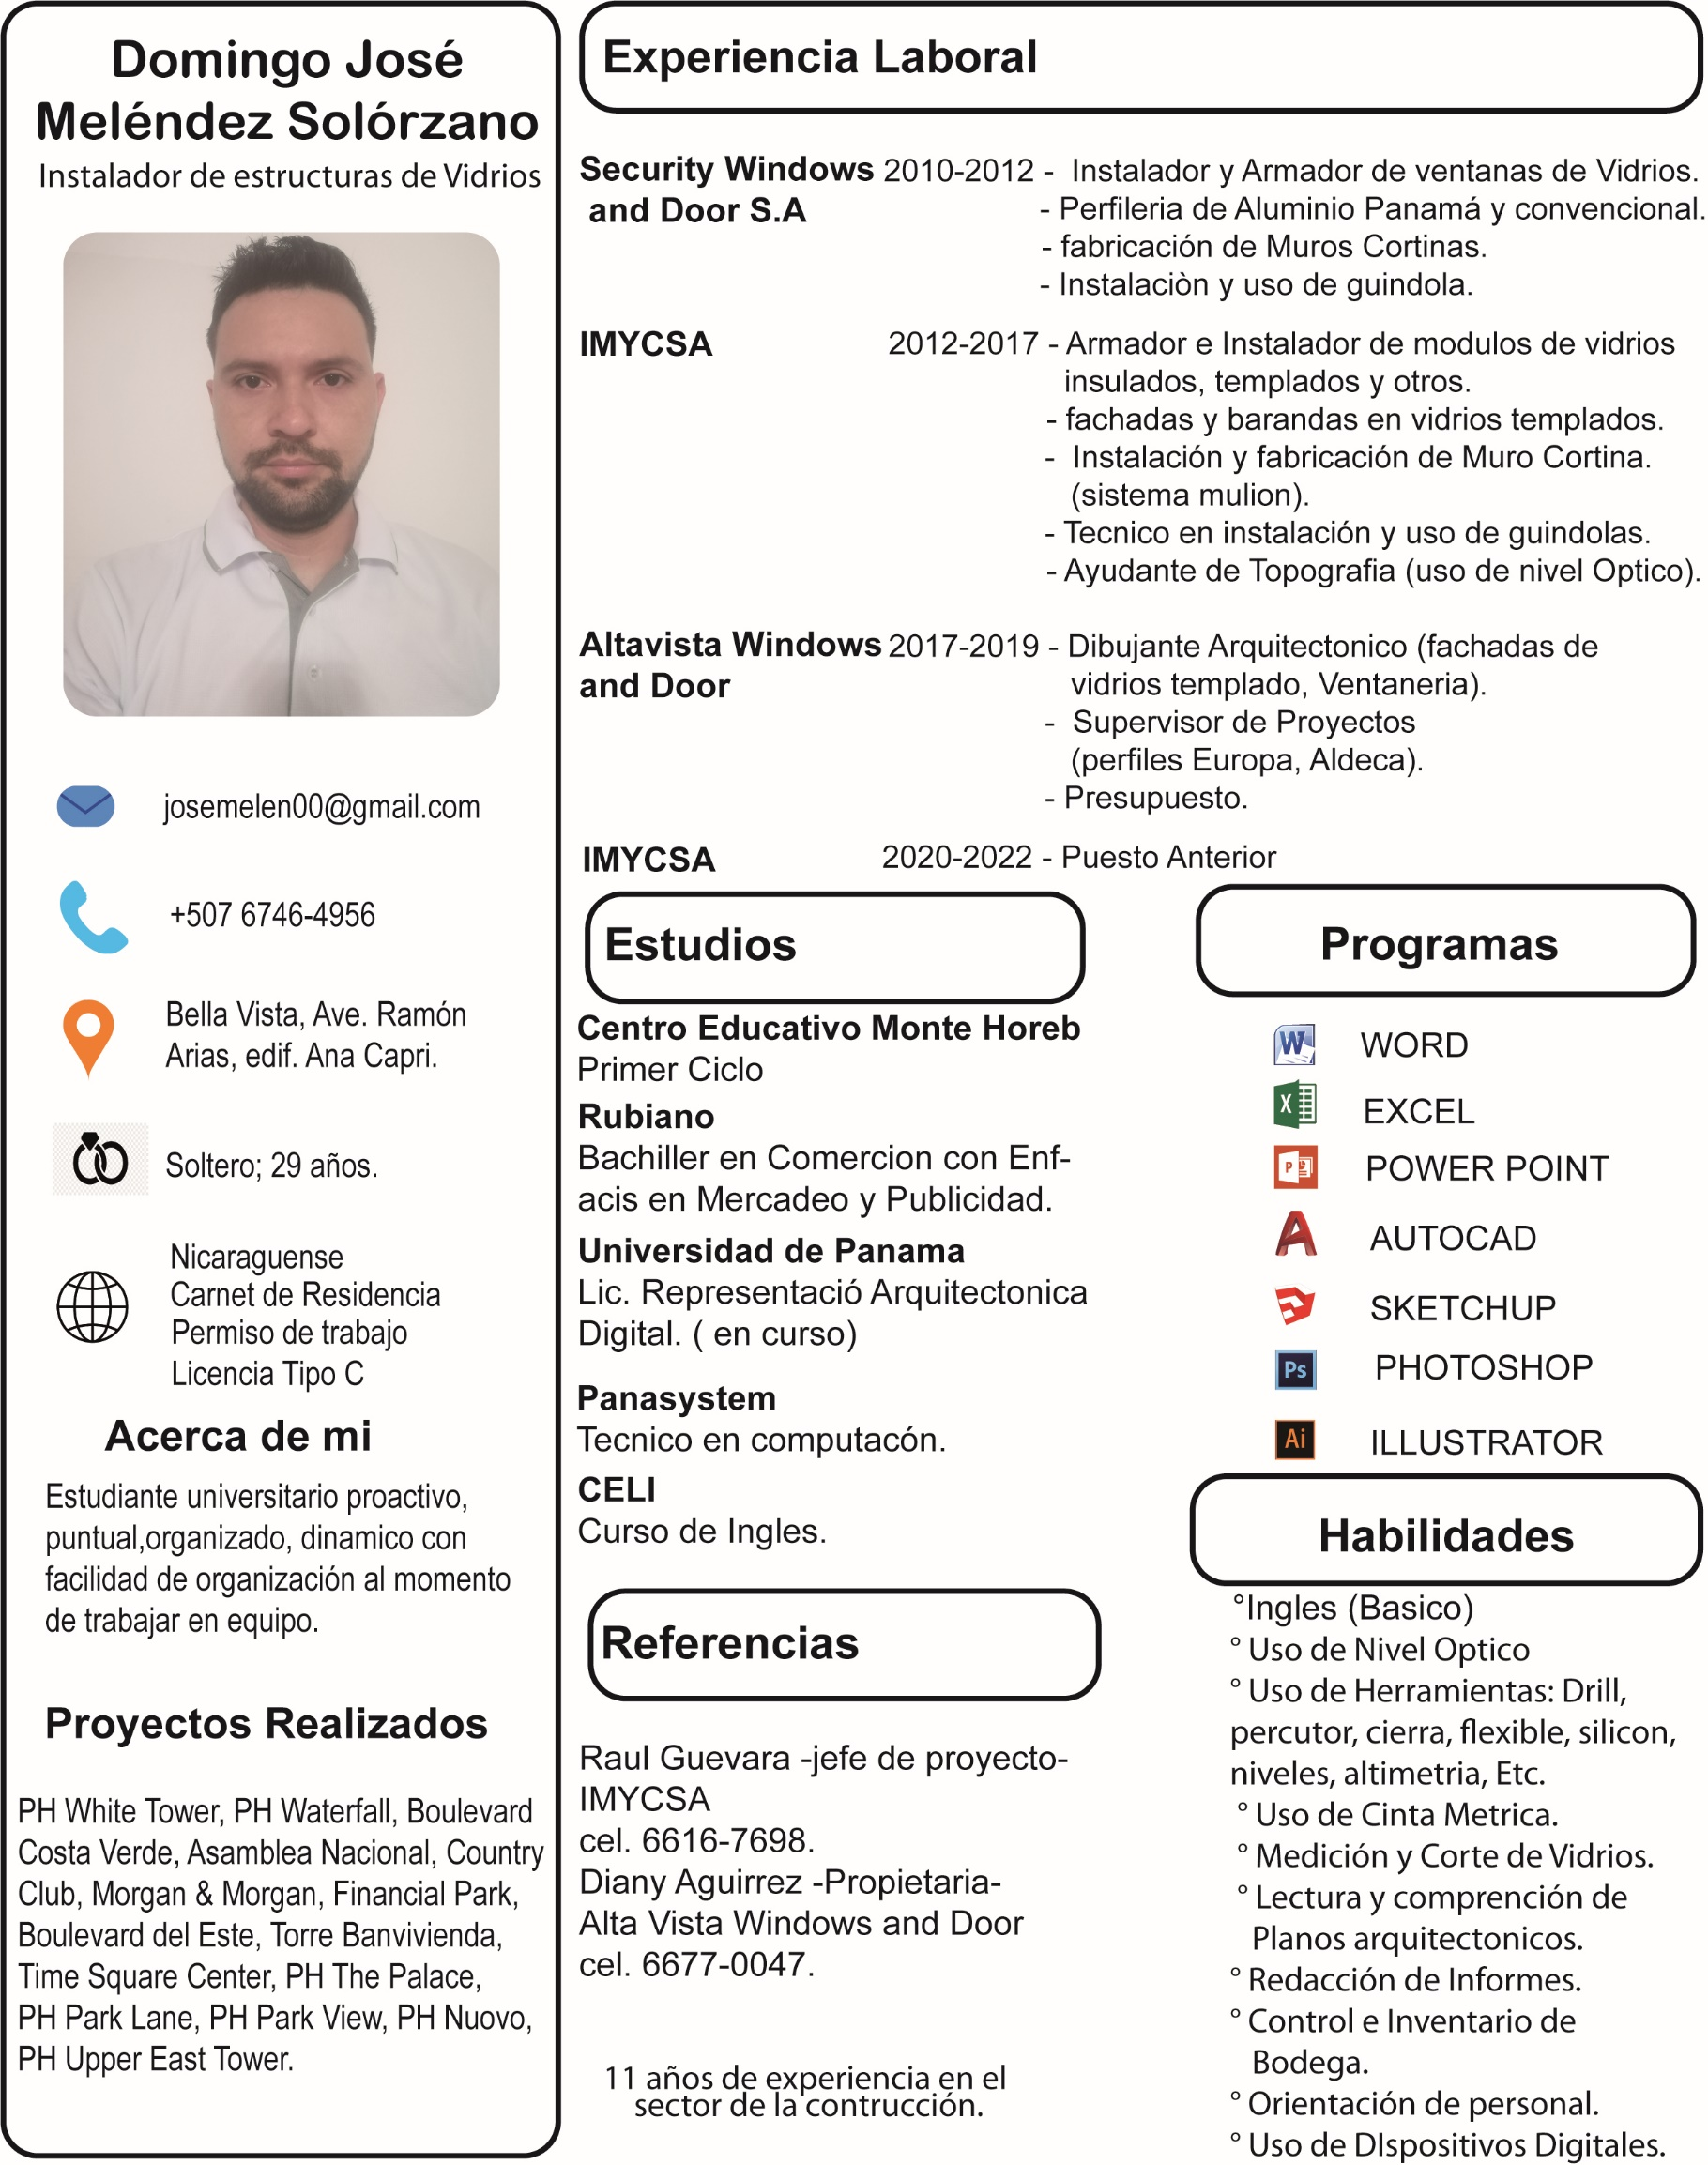 Domingo José
Meléndez Solórzano
Instalador de estructuras de Vidrios
josemelen00@gmail.com
+507 6746-4956
Bella Vista, Ave. Ramón
Arias, edif. Ana Capri.
Soltero; 29 años.
Nicaraguense
Carnet de Residencia
Permiso de trabajo
Licencia Tipo C
Acerca de mi
Estudiante universitario proactivo,
puntual,organizado, dinamico con
facilidad de organización al momento
de trabajar en equipo.
Proyectos Realizados
PH White Tower, PH Waterfall, Boulevard
Costa Verde, Asamblea Nacional, Country
Club, Morgan & Morgan, Financial Park,
Boulevard del Este, Torre Banvivienda,
Time Square Center, PH The Palace,
PH Park Lane, PH Park View, PH Nuovo,
PH Upper East Tower.
Experiencia Laboral
Security Windows 2010-2012 - Instalador y Armador de ventanas de Vidrios.
and Door S.A - Perfileria de Aluminio Panamá y convencional.
- fabricación de Muros Cortinas.
- Instalaciòn y uso de guindola.
IMYCSA 2012-2017 - Armador e Instalador de modulos de vidrios
insulados, templados y otros.
- fachadas y barandas en vidrios templados.
- Instalación y fabricación de Muro Cortina.
(sistema mulion).
- Tecnico en instalación y uso de guindolas.
- Ayudante de Topografia (uso de nivel Optico).
Altavista Windows 2017-2019 - Dibujante Arquitectonico (fachadas de
and Door vidrios templado, Ventaneria).
- Supervisor de Proyectos
(perfiles Europa, Aldeca).
- Presupuesto.
IMYCSA 2020-2022 - Puesto Anterior
Estudios
Centro Educativo Monte Horeb
Primer Ciclo
Rubiano
Bachiller en Comercion con Enf-
acis en Mercadeo y Publicidad.
Universidad de Panama
Lic. Representació Arquitectonica
Digital. ( en curso)
Panasystem
Tecnico en computacón.
CELI
Curso de Ingles.
Referencias
Raul Guevara -jefe de proyecto-
IMYCSA
cel. 6616-7698.
Diany Aguirrez -Propietaria-
Alta Vista Windows and Door
cel. 6677-0047.
11 años de experiencia en el
sector de la contrucción.
Programas
WORD
EXCEL
POWER POINT
AUTOCAD
SKETCHUP
Ps PHOTOSHOP
Ai ILLUSTRATOR
Habilidades
°Ingles (Basico)
° Uso de Nivel Optico
° Uso de Herramientas: Drill,
percutor, cierra, flexible, silicon,
niveles, altimetria, Etc.
° Uso de Cinta Metrica.
° Medición y Corte de Vidrios.
° Lectura y comprención de
Planos arquitectonicos.
° Redacción de Informes.
° Control e Inventario de
Bodega.
° Orientación de personal.
° Uso de DIspositivos Digitales.